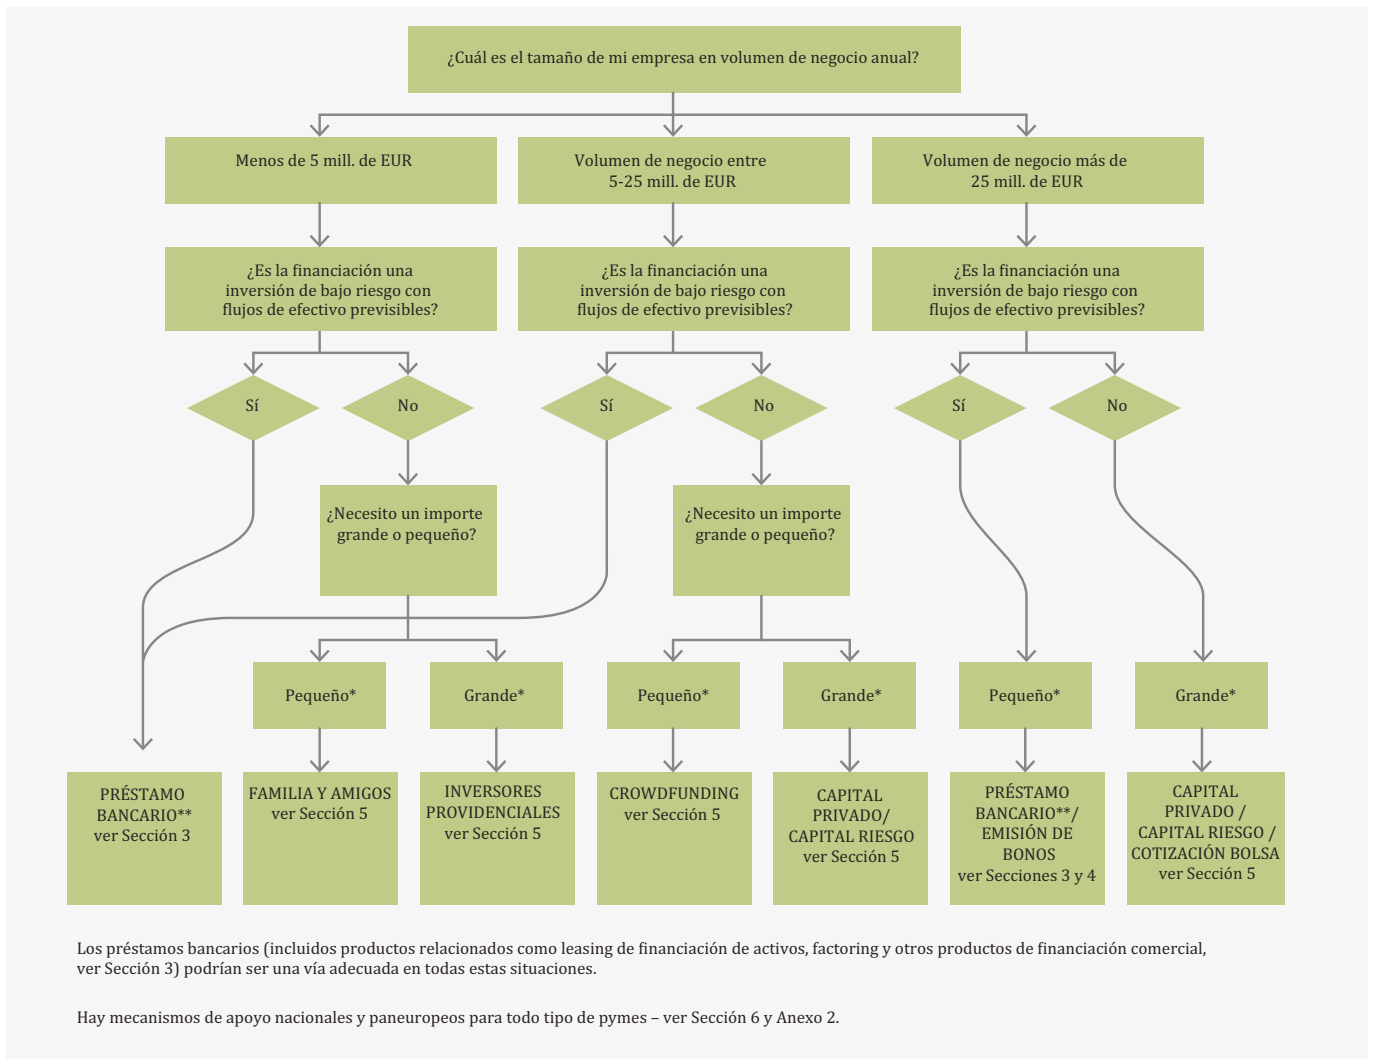 ¿Cuál es el tamaño de mi empresa en volumen de negocio anual?
Menos de 5 mill. de EUR
Volumen de negocio entre
5-25 mill. de EUR
Volumen de negocio más de
25 mill. de EUR
¿Es la financiación una
inversión de bajo riesgo con
flujos de efectivo previsibles?
¿Es la financiación una
inversión de bajo riesgo con
flujos de efectivo previsibles?
¿Es la financiación una
inversión de bajo riesgo con
flujos de efectivo previsibles?
Sí
No
Sí
No
Sí
No
¿Necesito un importe
grande o pequeño?
¿Necesito un importe
grande o pequeño?
Pequeño*
Grande*
Pequeño*
Grande*
Pequeño*
Grande*
PRÉSTAMO
BANCARIO**
ver Sección 3
FAMILIA Y AMIGOS
ver Sección 5
INVERSORES
PROVIDENCIALES
ver Sección 5
CROWDFUNDING
ver Sección 5
CAPITAL
PRIVADO/
CAPITAL RIESGO
ver Sección 5
PRÉSTAMO
BANCARIO**/
EMISIÓN DE
BONOS
ver Secciones 3 y 4
CAPITAL
PRIVADO /
CAPITAL RIESGO /
COTIZACIÓN BOLSA
ver Sección 5
Los préstamos bancarios (incluidos productos relacionados como leasing de financiación de activos, factoring y otros productos de financiación comercial,
ver Sección 3) podrían ser una vía adecuada en todas estas situaciones.
Hay mecanismos de apoyo nacionales y paneuropeos para todo tipo de pymes – ver Sección 6 y Anexo 2.